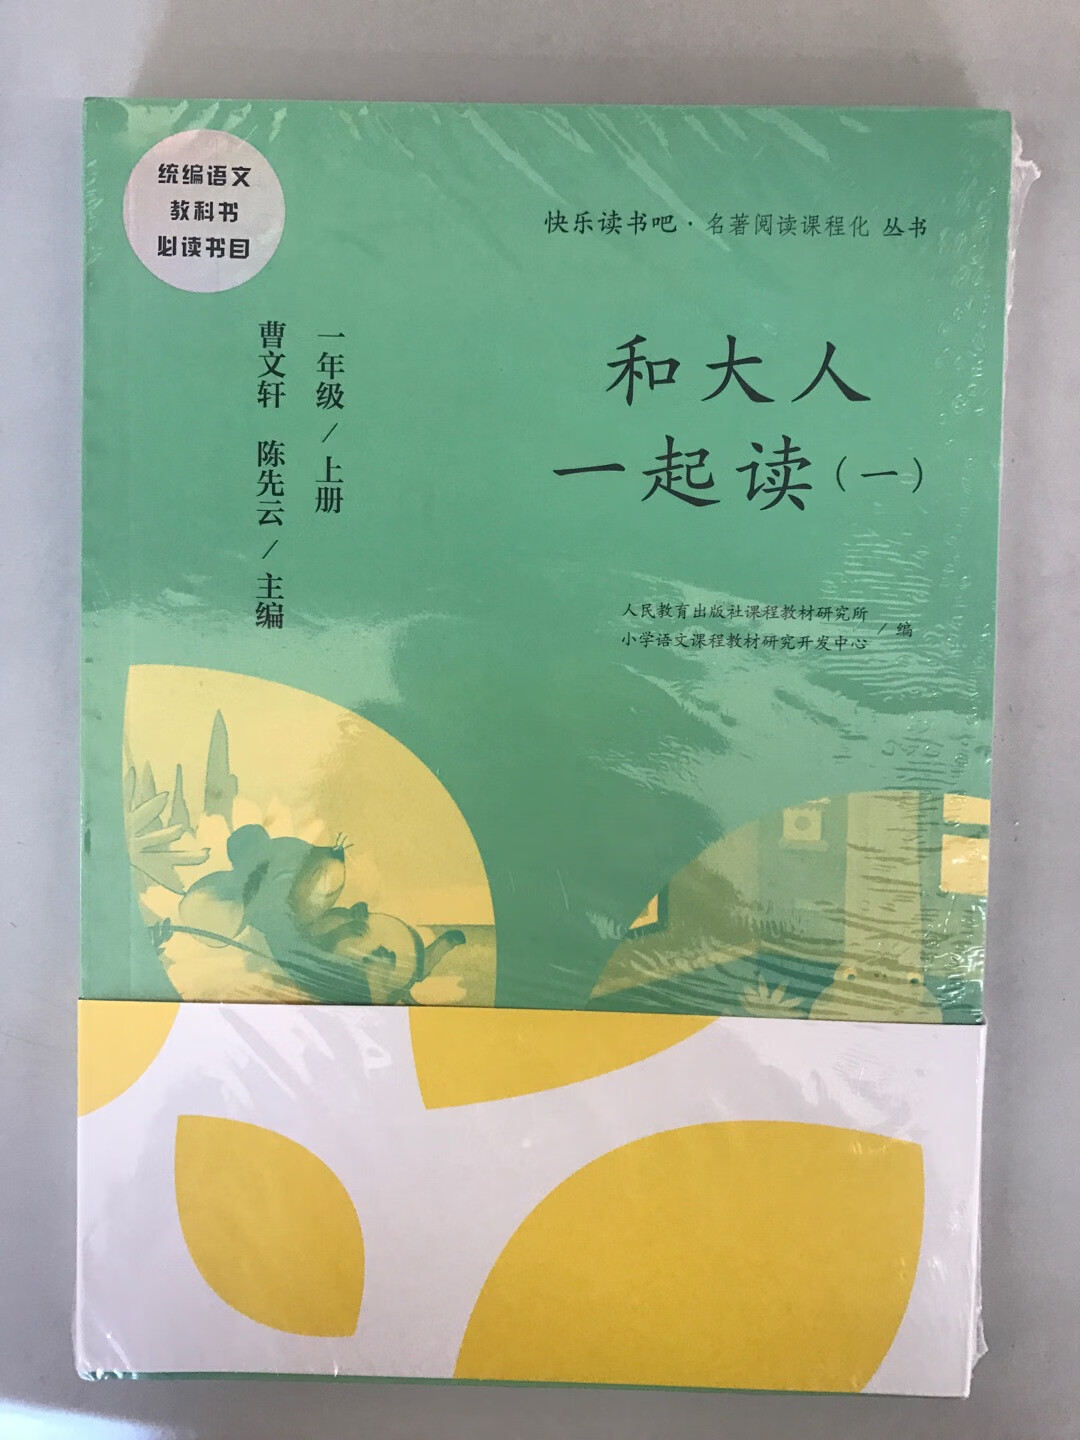 统编语文
教科书
必读书目
快乐读书吧·名著阅读课程化 丛书
一年级/上册
曹文轩 陈先云/主编
和大人
一起读(一)
人民教育出版社课程教材研究所
小学语文课程教材研究开发中心
/编